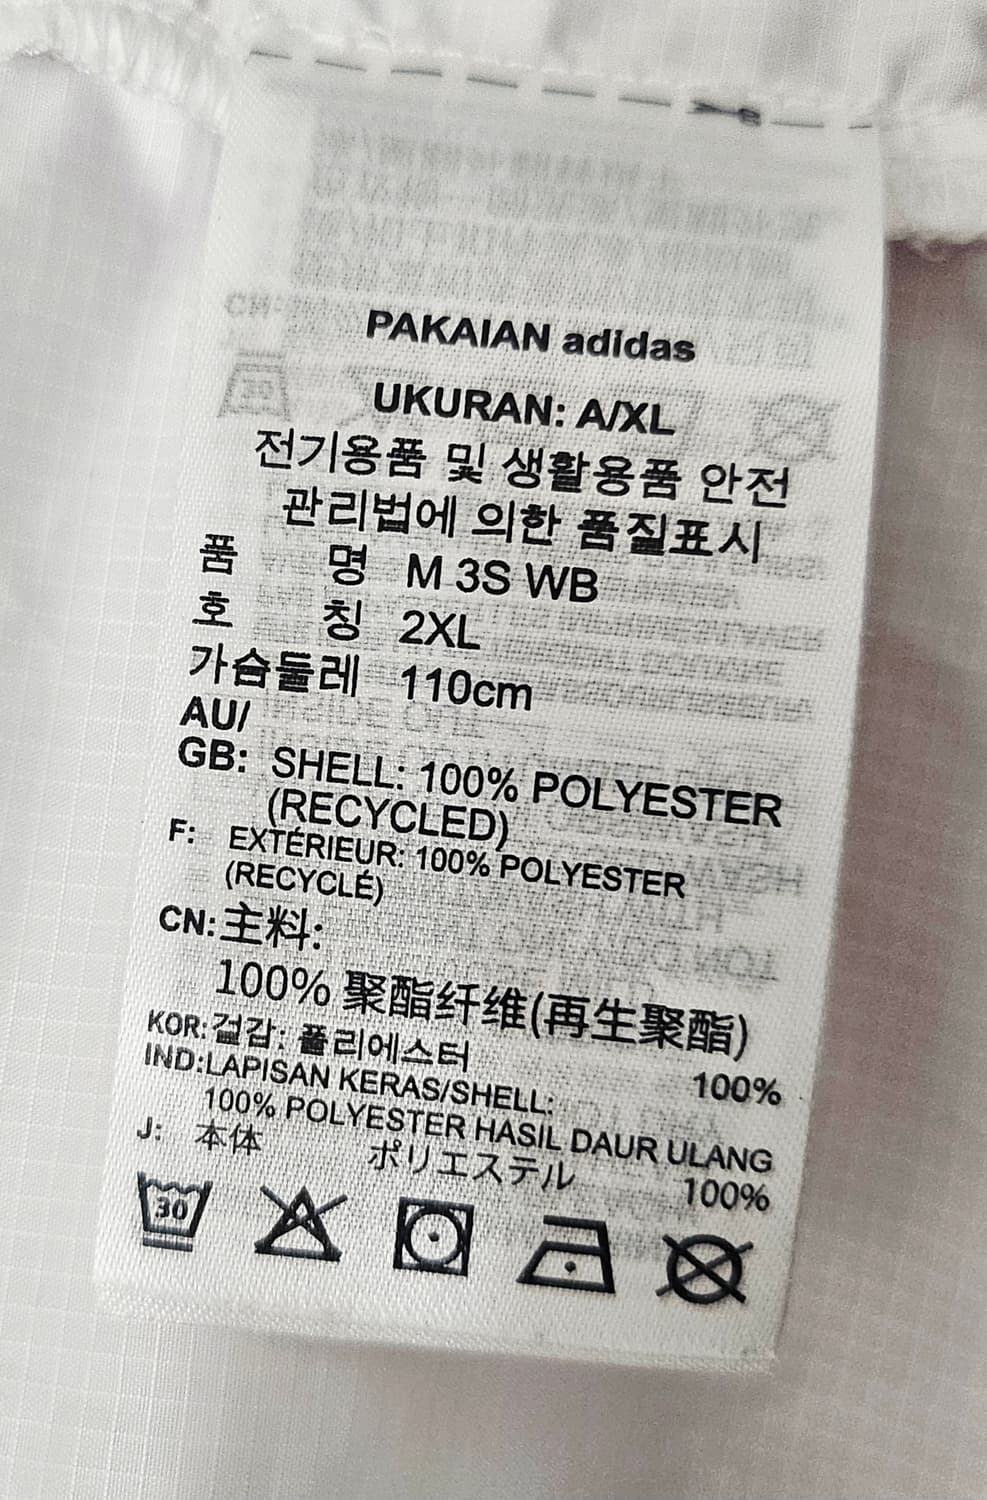 PAKAIAN adidas
UKURAN: A/XL
전기용품 및 생활용품 안전
관리법에 의한 품질표시
품 명 M 3S WB
호 칭 2XL
가슴둘레 110cm
AU/
GB: SHELL: 100% POLYESTER
(RECYCLED)
F: EXTÉRIEUR: 100% POLYESTER
(RECYCLÉ)
CN: 主料:
100% 聚酯纤维(再生聚酯)
KOR: 겉감: 폴리에스터 100%
IND:LAPISAN KERAS/SHELL:
100% POLYESTER HASIL DAUR ULANG
J: 本体 ポリエステル 100%
30